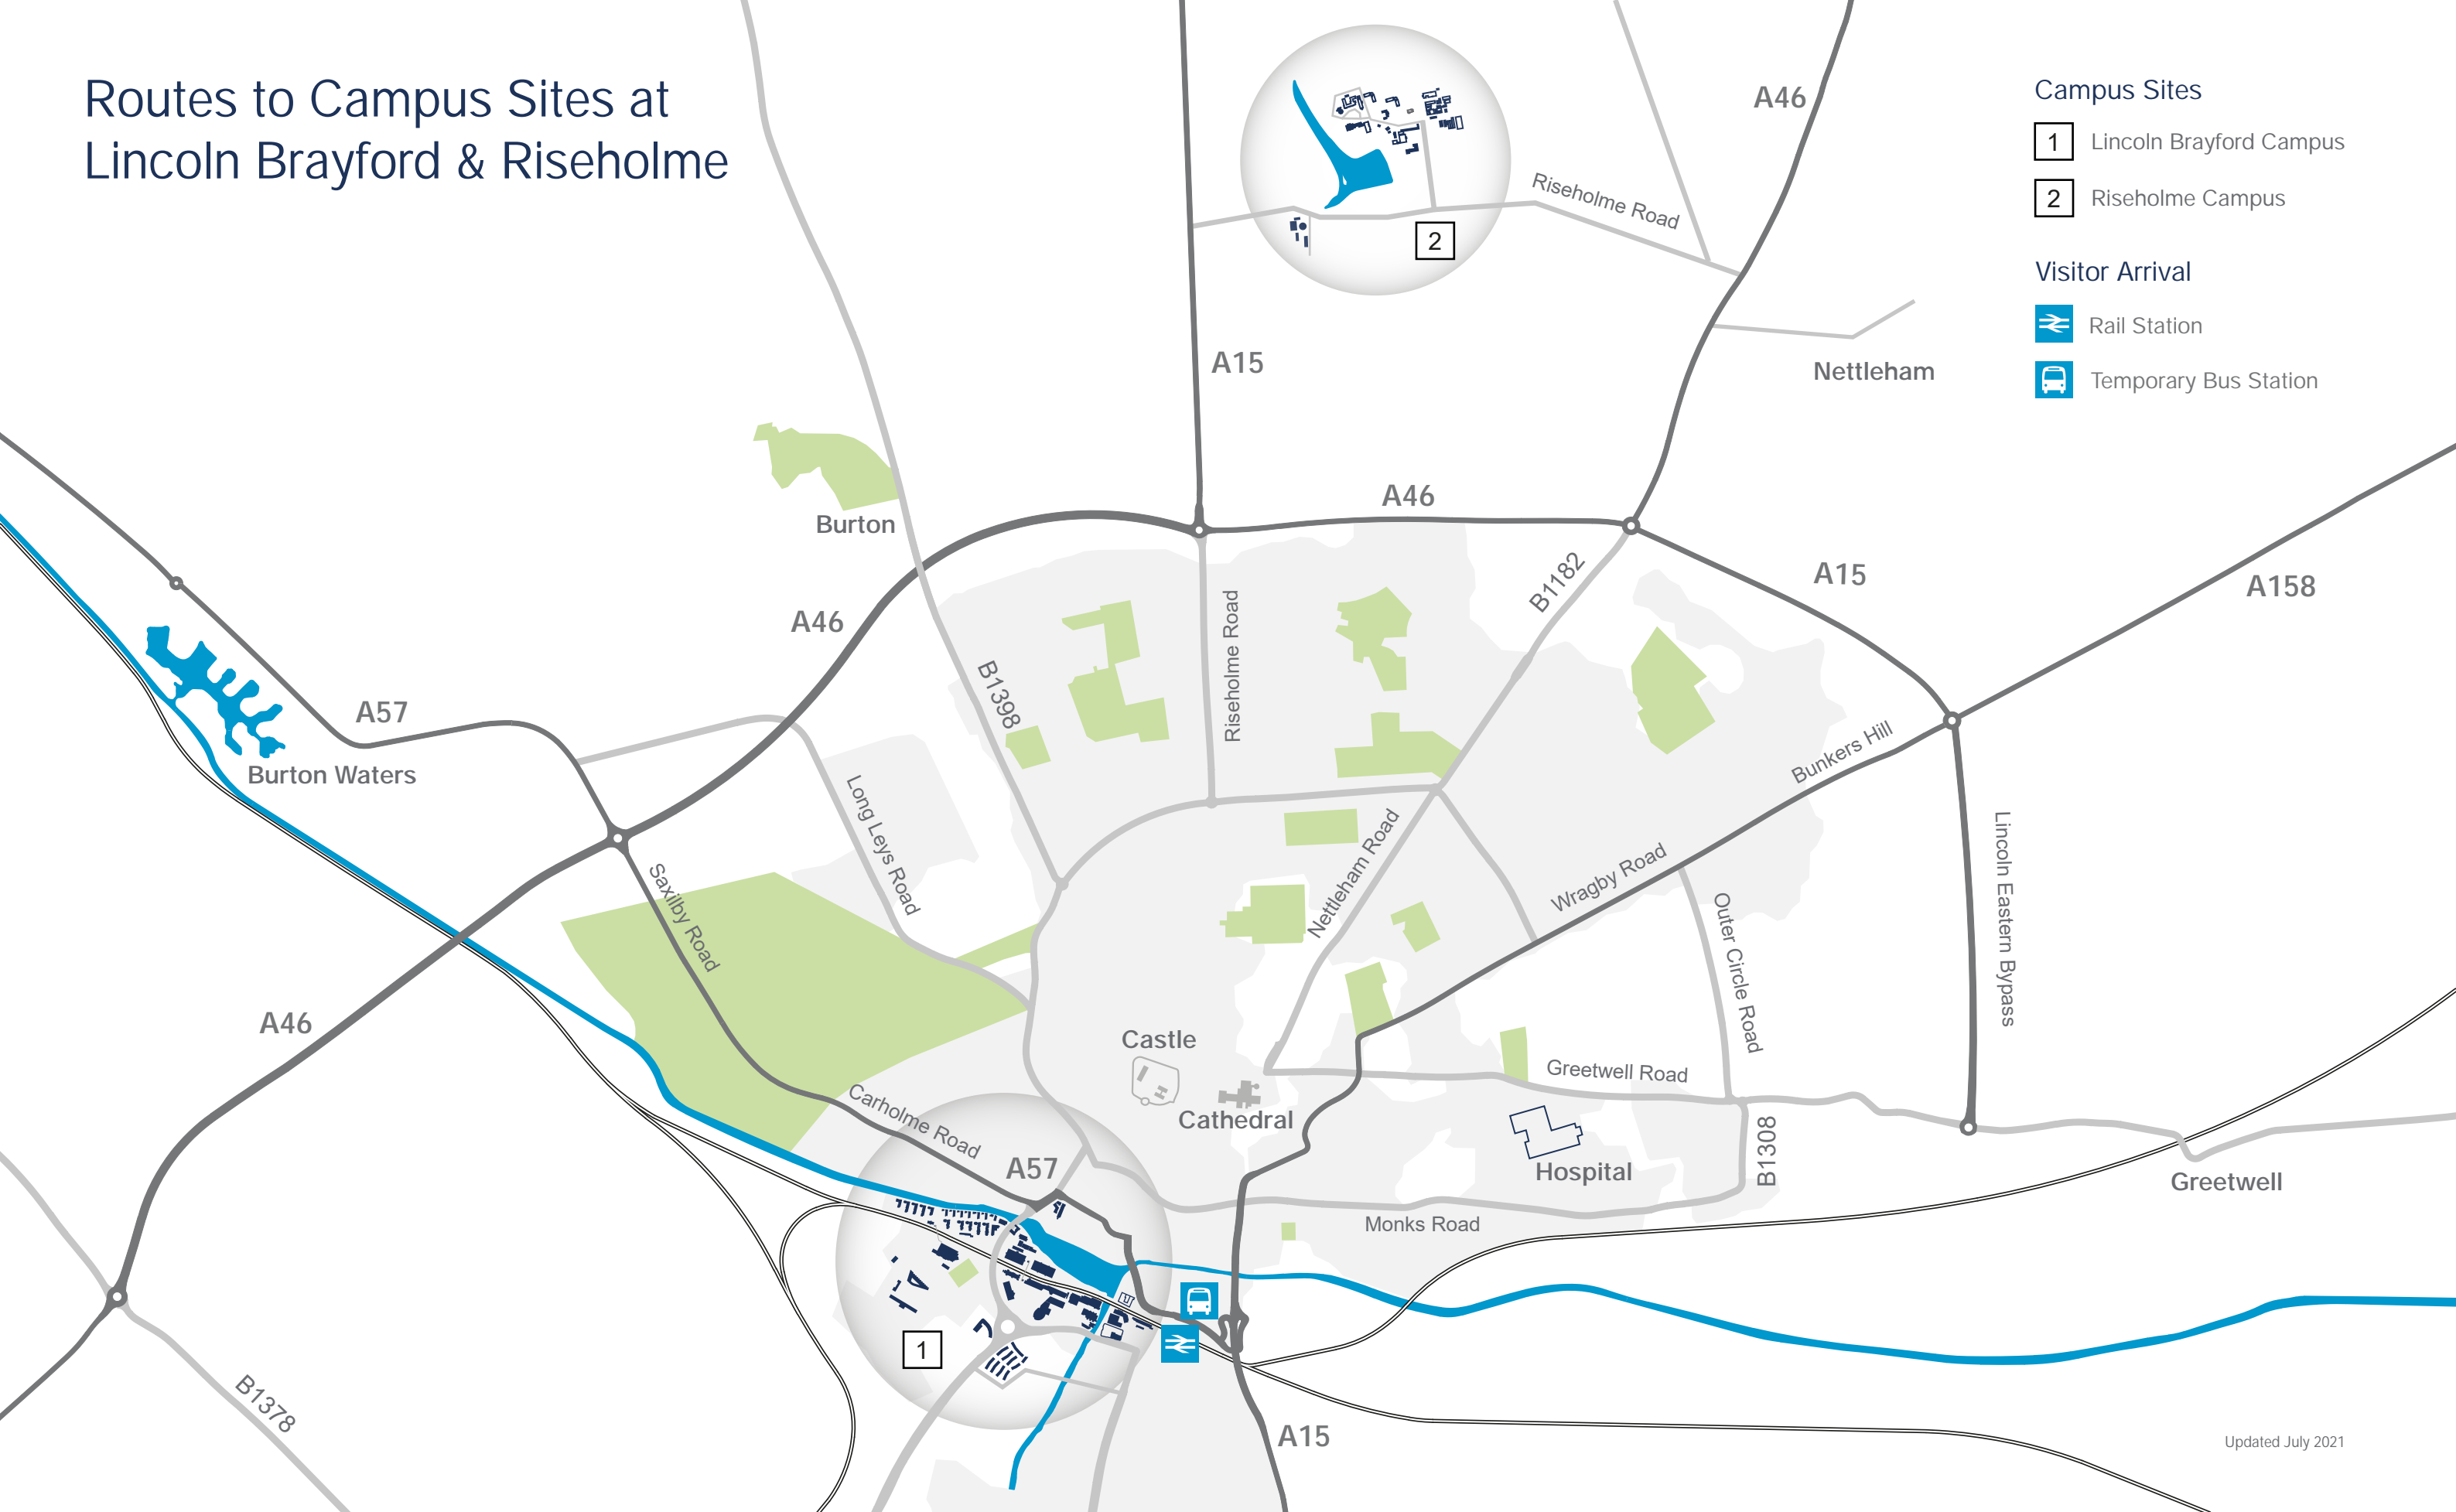 Routes to Campus Sites at
Lincoln Brayford & Riseholme
Campus Sites
1 Lincoln Brayford Campus
2 Riseholme Campus
Visitor Arrival
Rail Station
Temporary Bus Station
A46
Riseholme Road
2
A15
Nettleham
A46
Burton
B1182
A15
A158
A46
Riseholme Road
B1398
A57
Burton Waters
Bunkers Hill
Long Leys Road
Nettleham Road
Lincoln Eastern Bypass
Saxilby Road
Wragby Road
Outer Circle Road
A46
Castle
Greetwell Road
Carholme Road
Cathedral
A57
B1308
Hospital
Greetwell
Monks Road
1
B1378
A15
Updated July 2021